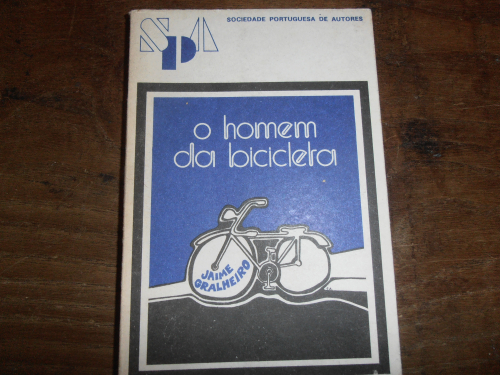 SPA
SOCIEDADE PORTUGUESA DE AUTORES
o homem
da bicicleta
JAIME
GRALHEIRO